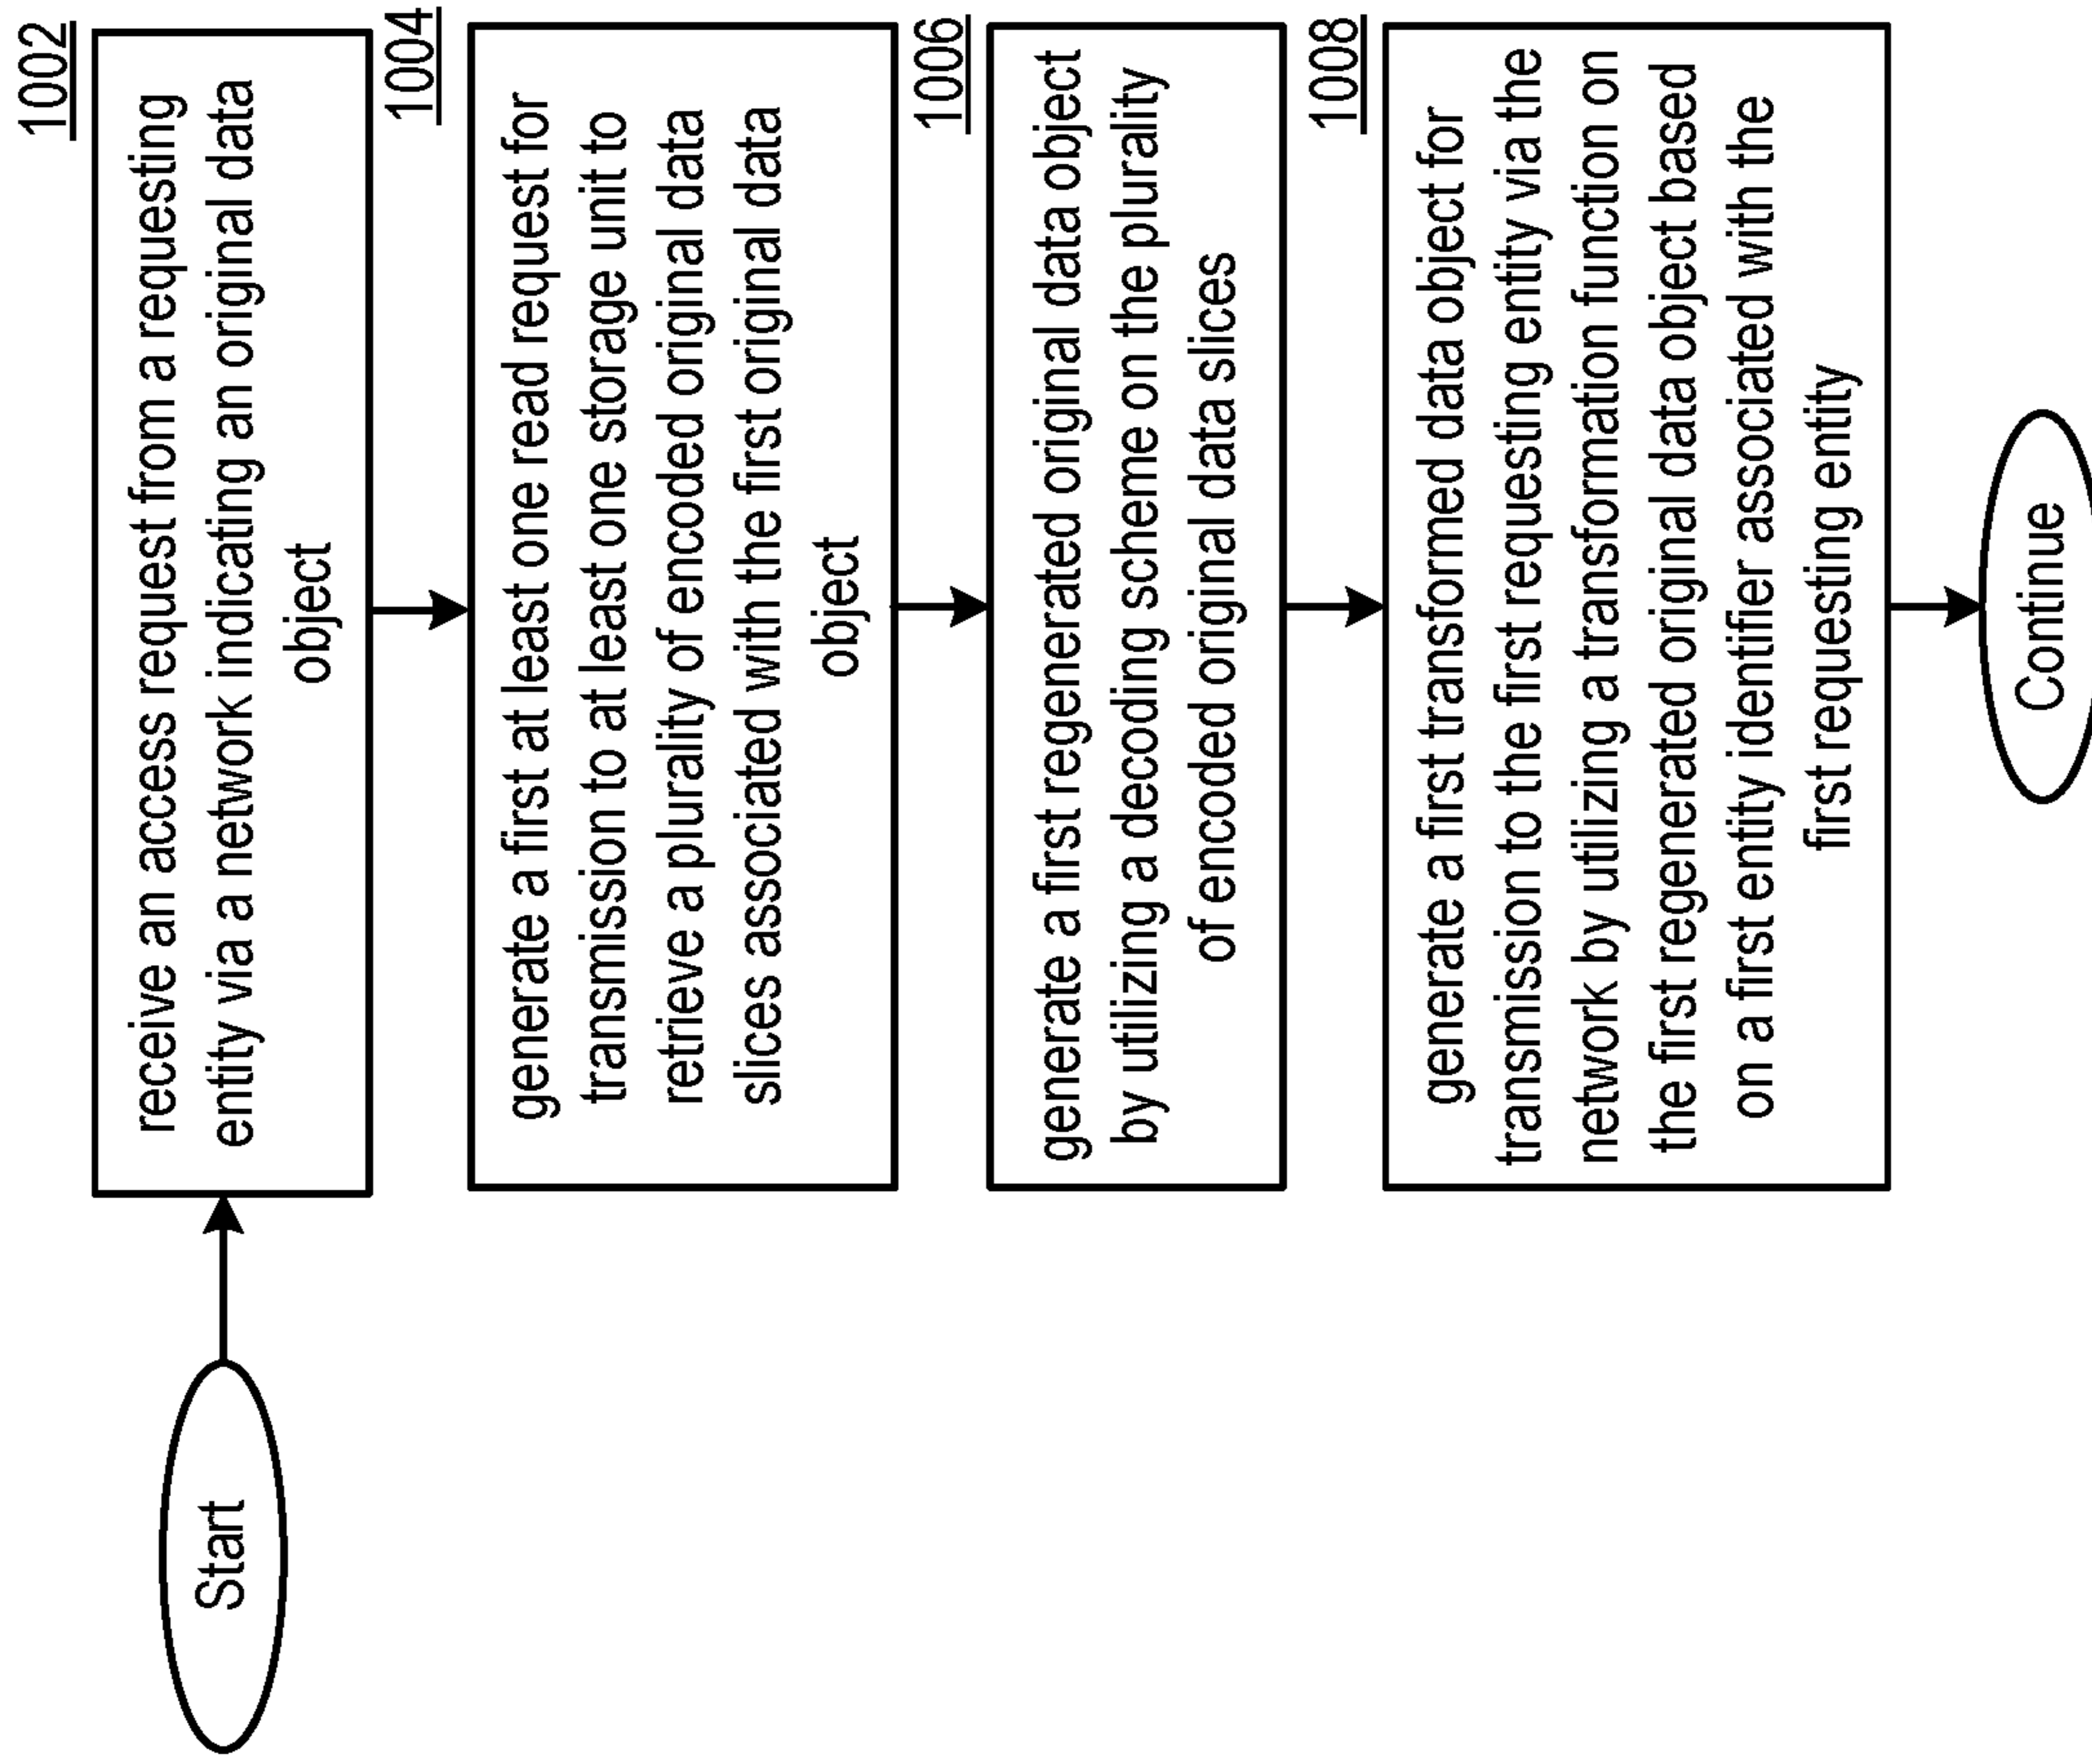 Start
1002
receive an access request from a requesting
entity via a network indicating an original data
object
1004
generate a first at least one read request for
transmission to at least one storage unit to
retrieve a plurality of encoded original data
slices associated with the first original data
object
1006
generate a first regenerated original data object
by utilizing a decoding scheme on the plurality
of encoded original data slices
1008
generate a first transformed data object for
transmission to the first requesting entity via the
network by utilizing a transformation function on
the first regenerated original data object based
on a first entity identifier associated with the
first requesting entity
Continue